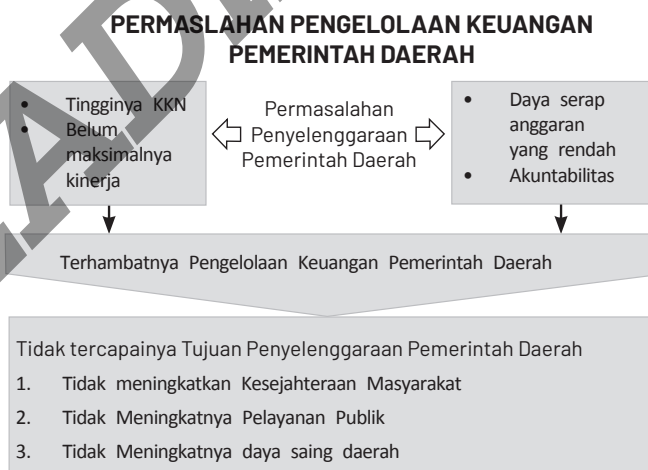 PERMASLAHAN PENGELOLAAN KEUANGAN
PEMERINTAH DAERAH
• Tingginya KKN
• Belum
maksimalnya
kinerja
Permasalahan
Penyelenggaraan
Pemerintah Daerah
• Daya serap
anggaran
yang rendah
• Akuntabilitas
Terhambatnya Pengelolaan Keuangan Pemerintah Daerah
Tidak tercapainya Tujuan Penyelenggaraan Pemerintah Daerah
1. Tidak meningkatkan Kesejahteraan Masyarakat
2. Tidak Meningkatnya Pelayanan Publik
3. Tidak Meningkatnya daya saing daerah